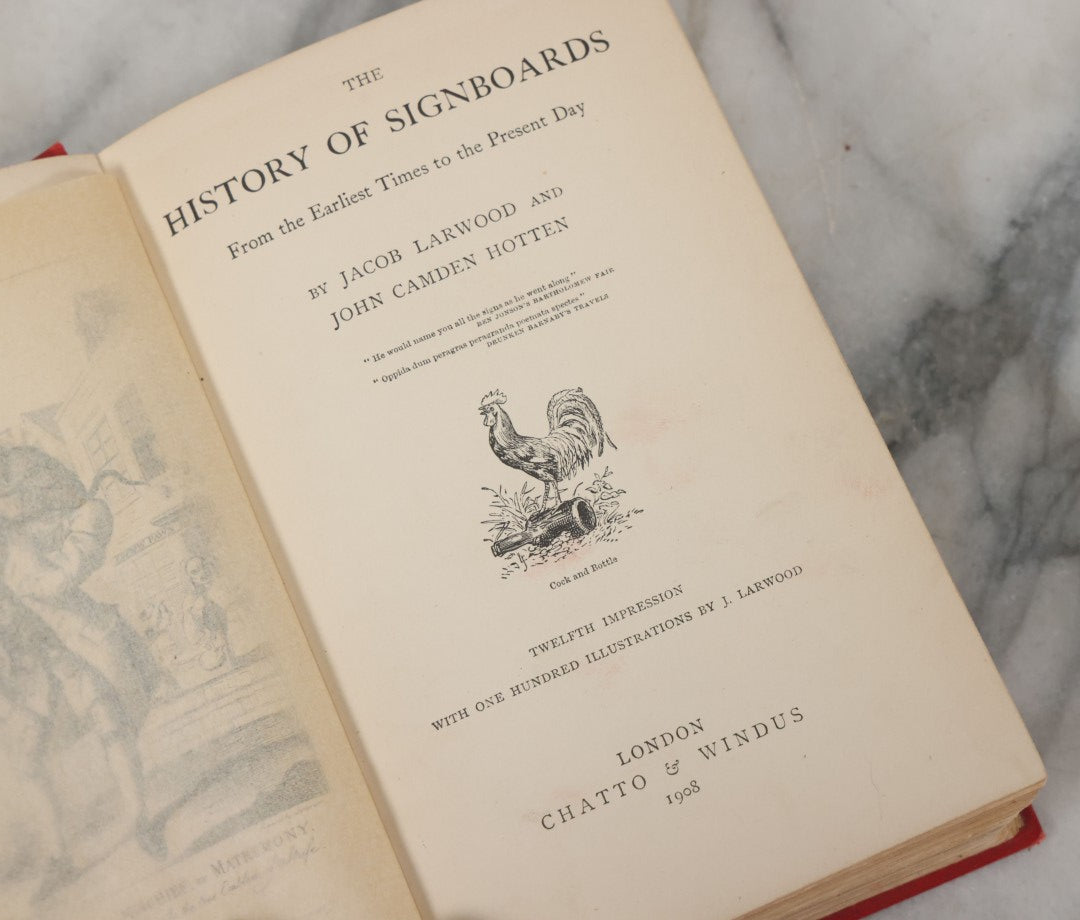 THE
HISTORY OF SIGNBOARDS
From the Earliest Times to the Present Day
BY JACOB LARWOOD AND
JOHN CAMDEN HOTTEN
"He would name you all the signs as he went along"
BEN JONSON'S BARTHOLOMEW FAIR
"Oppida dum peragras peragranda poemata spectes"
DRUNKEN BARNABY'S TRAVELS
Cock and Bottle
TWELFTH IMPRESSION
WITH ONE HUNDRED ILLUSTRATIONS BY J. LARWOOD
LONDON
CHATTO & WINDUS
1908
MATRIMONY.